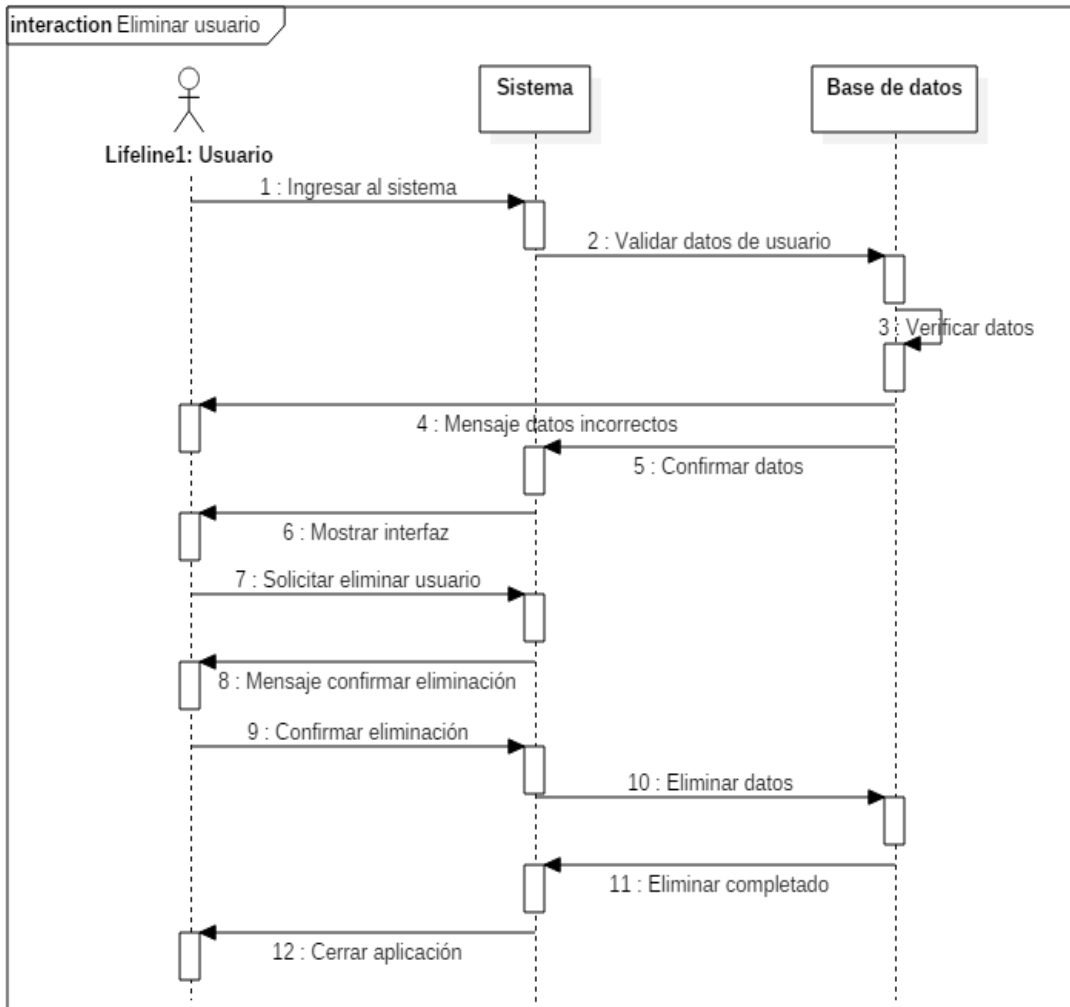 interaction Eliminar usuario
Sistema
Base de datos
Lifeline1: Usuario
1 : Ingresar al sistema
2 : Validar datos de usuario
3 : Verificar datos
4 : Mensaje datos incorrectos
5 : Confirmar datos
6 : Mostrar interfaz
7 : Solicitar eliminar usuario
8 : Mensaje confirmar eliminación
9 : Confirmar eliminación
10 : Eliminar datos
11 : Eliminar completado
12 : Cerrar aplicación